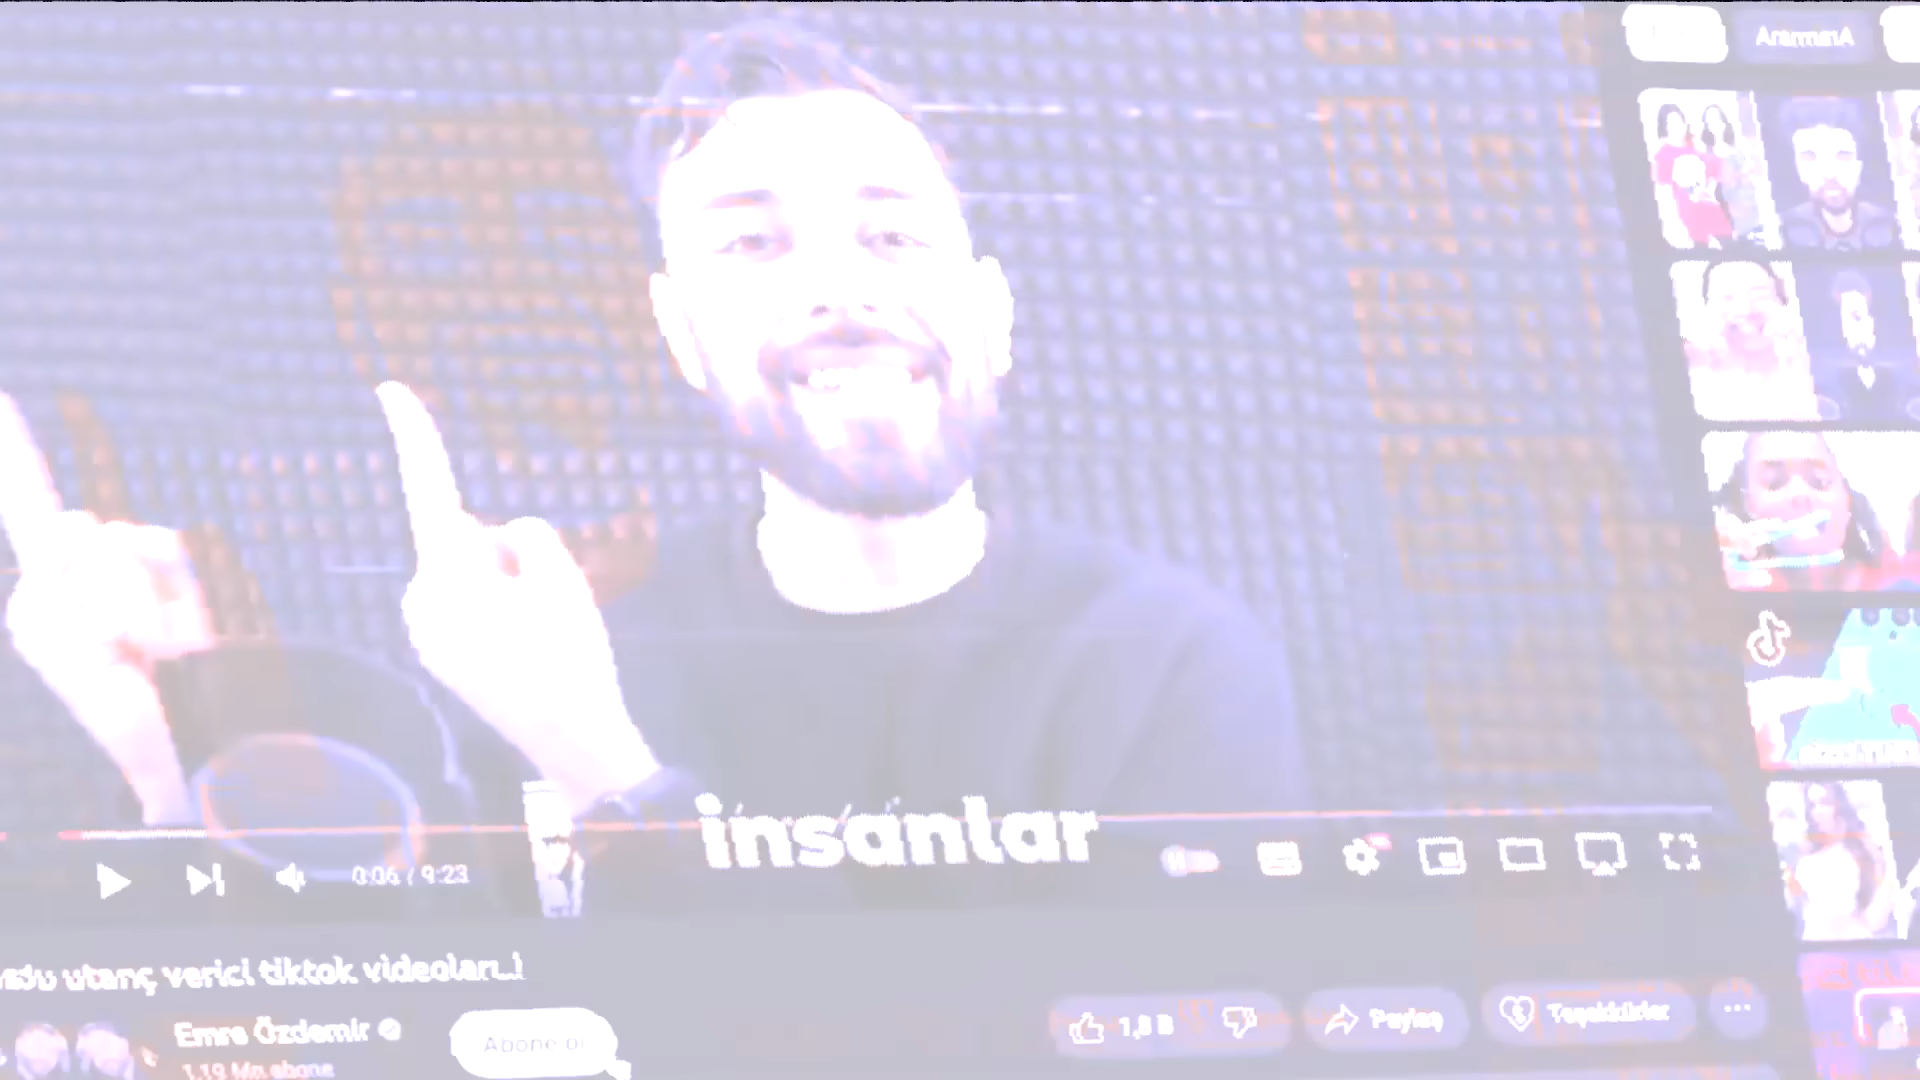 insanlar
0:06 / 9:23
utanç verici tiktok videoları..!
Emre Özdemir
1,19 Mn abone
Abone ol
1,8 B
Paylaş
Teşekkürler